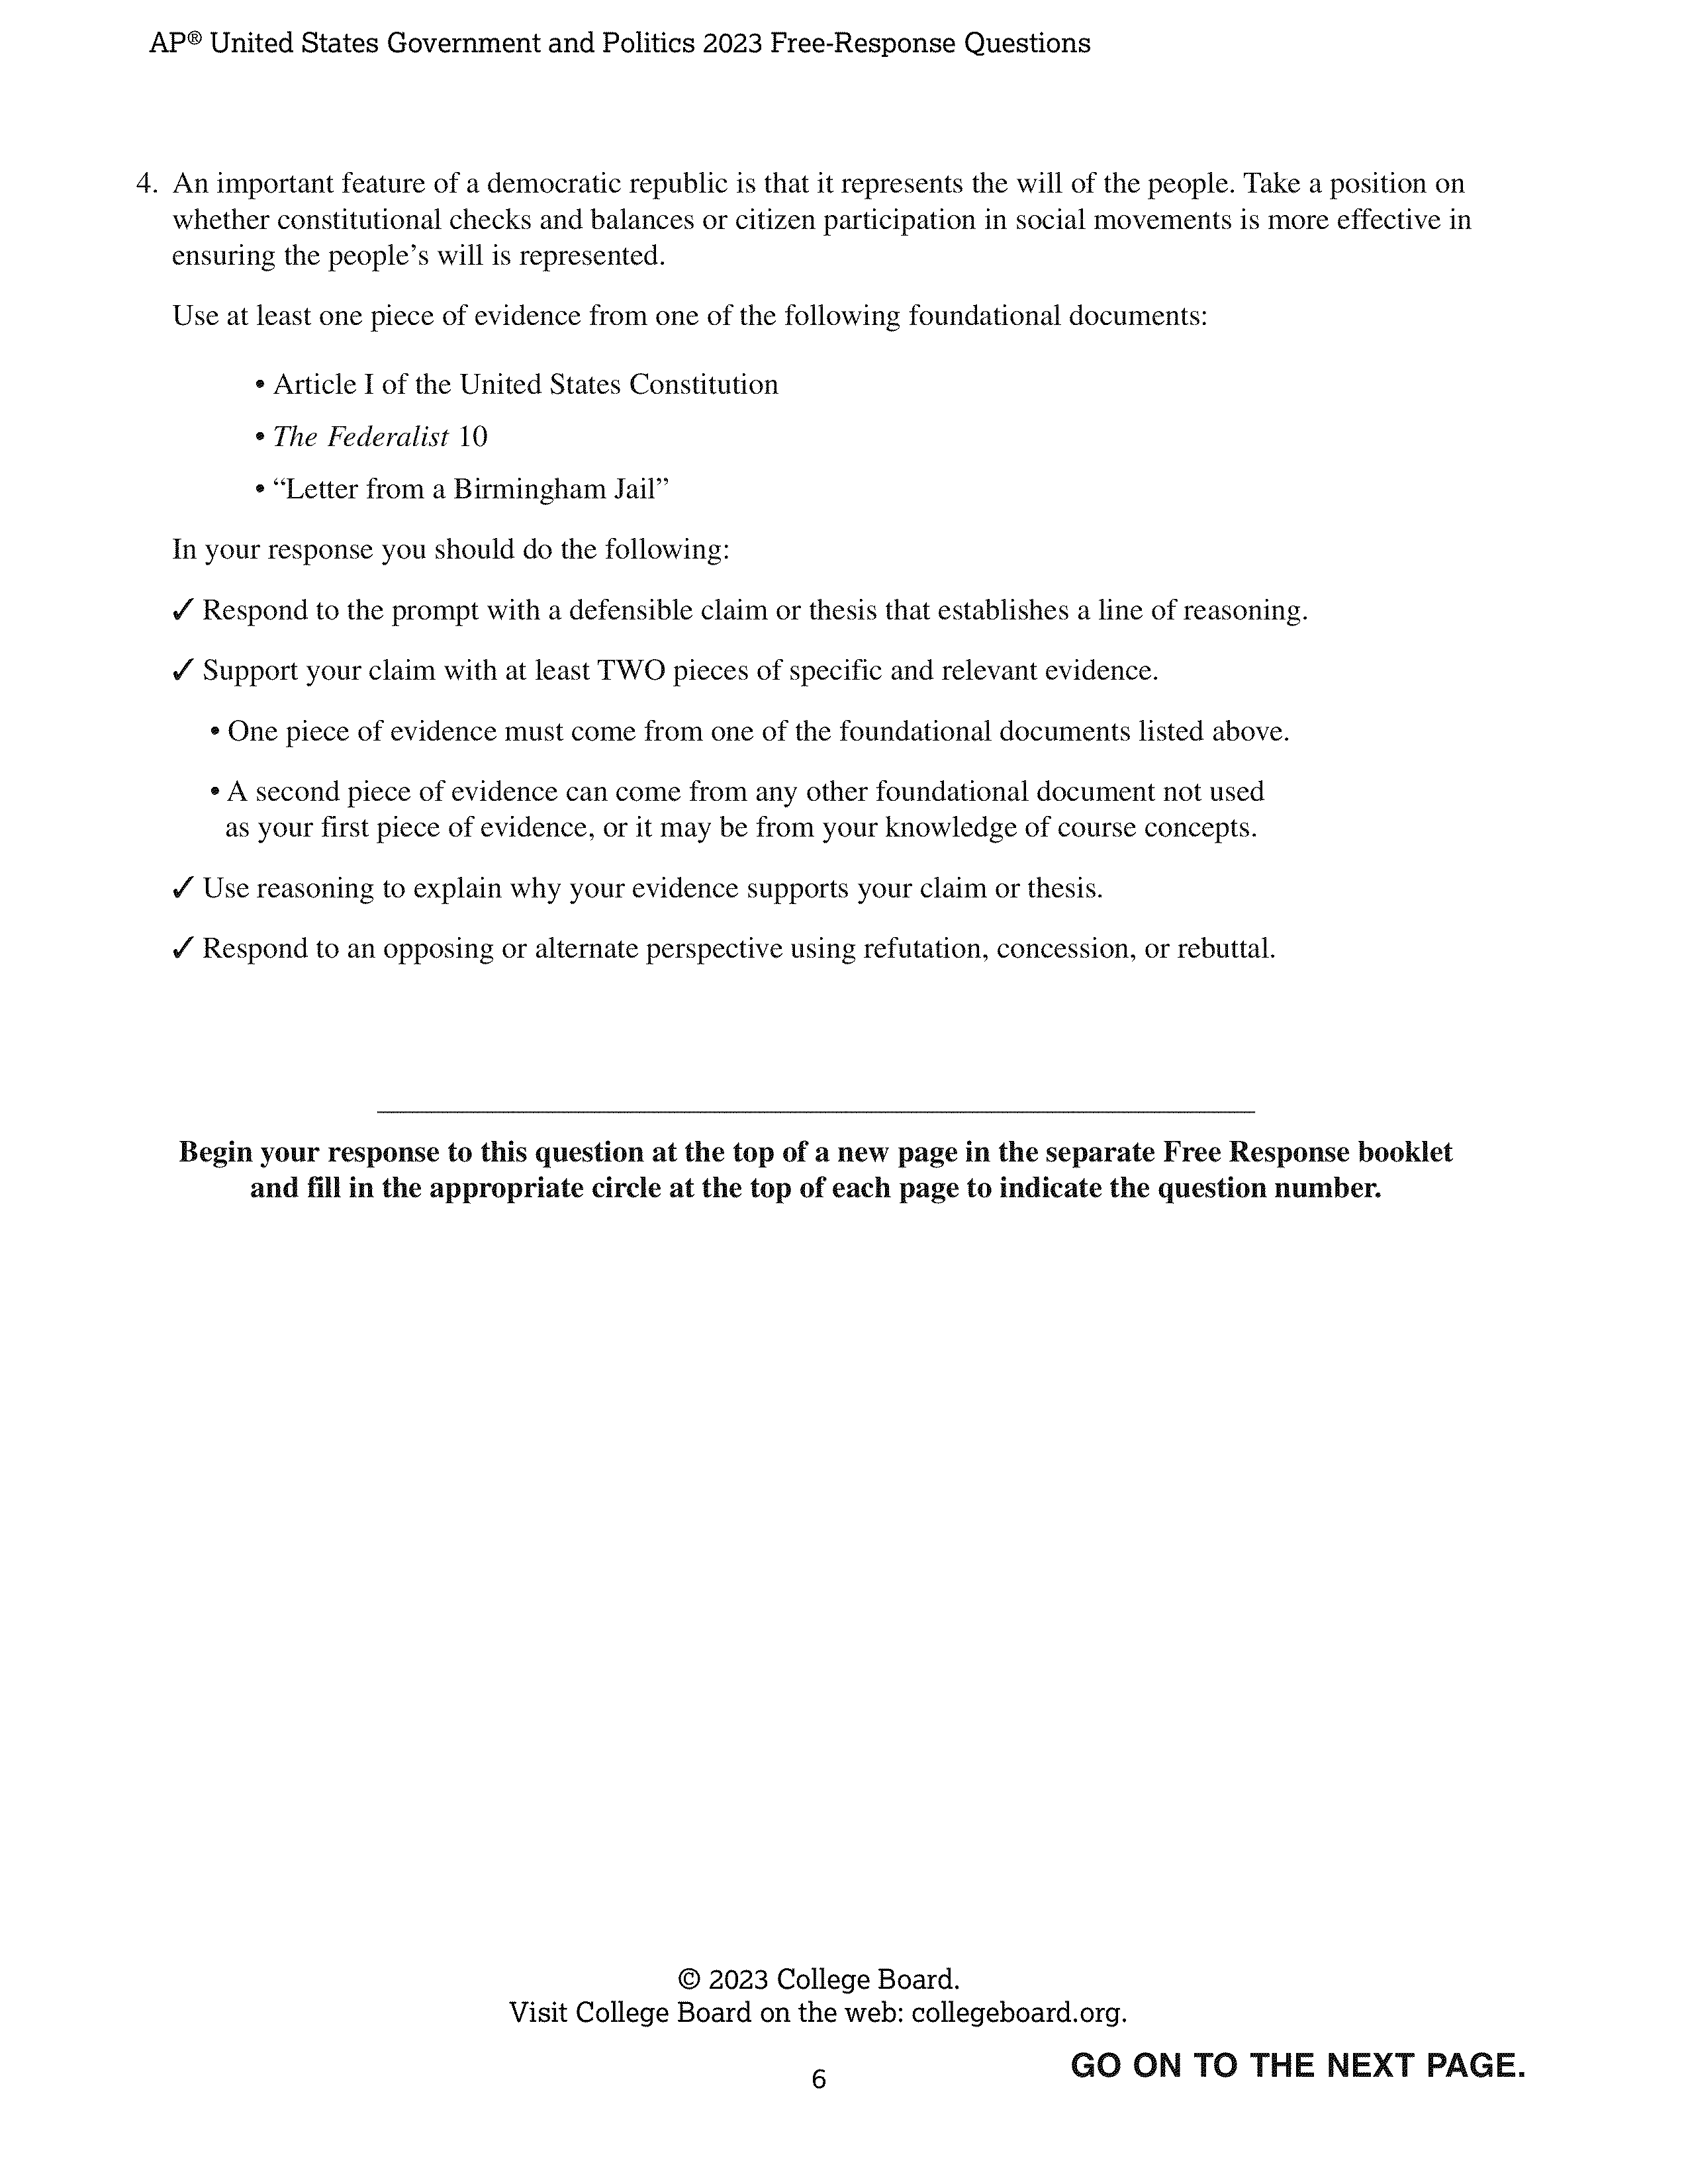 AP® United States Government and Politics 2023 Free-Response Questions
4. An important feature of a democratic republic is that it represents the will of the people. Take a position on
whether constitutional checks and balances or citizen participation in social movements is more effective in
ensuring the people’s will is represented.
Use at least one piece of evidence from one of the following foundational documents:
• Article I of the United States Constitution
• The Federalist 10
• “Letter from a Birmingham Jail”
In your response you should do the following:
✓ Respond to the prompt with a defensible claim or thesis that establishes a line of reasoning.
✓ Support your claim with at least TWO pieces of specific and relevant evidence.
• One piece of evidence must come from one of the foundational documents listed above.
• A second piece of evidence can come from any other foundational document not used
as your first piece of evidence, or it may be from your knowledge of course concepts.
✓ Use reasoning to explain why your evidence supports your claim or thesis.
✓ Respond to an opposing or alternate perspective using refutation, concession, or rebuttal.
Begin your response to this question at the top of a new page in the separate Free Response booklet
and fill in the appropriate circle at the top of each page to indicate the question number.
© 2023 College Board.
Visit College Board on the web: collegeboard.org.
GO ON TO THE NEXT PAGE.
6